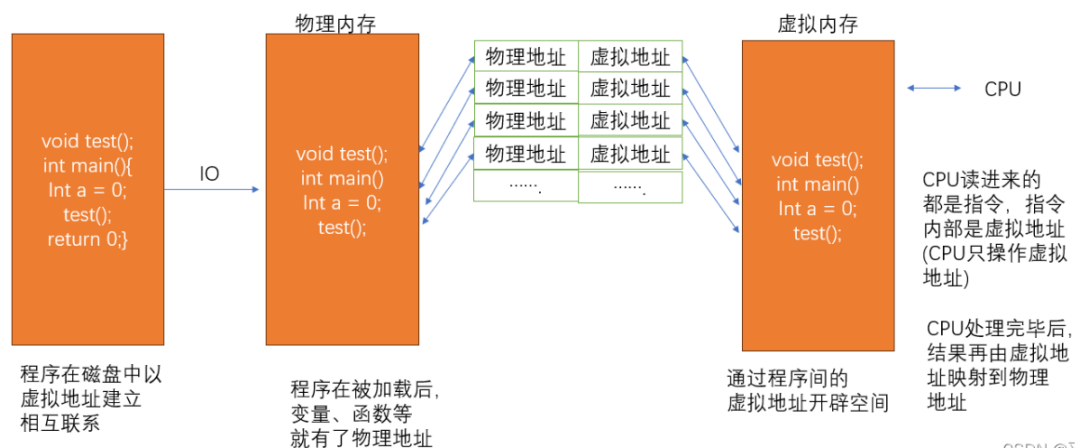 物理内存
虚拟内存
void test();
int main(){
Int a = 0;
test();
return 0;}
IO
void test();
int main()
Int a = 0;
test();
物理地址 虚拟地址
物理地址 虚拟地址
物理地址 虚拟地址
物理地址 虚拟地址
……. …….
void test();
int main()
Int a = 0;
test();
CPU
CPU读进来的
都是指令，指令
内部是虚拟地址
(CPU只操作虚拟
地址)
CPU处理完毕后，
结果再由虚拟地
址映射到物理
地址
程序在磁盘中以
虚拟地址建立
相互联系
程序在被加载后，
变量、函数等
就有了物理地址
通过程序间的
虚拟地址开辟空间